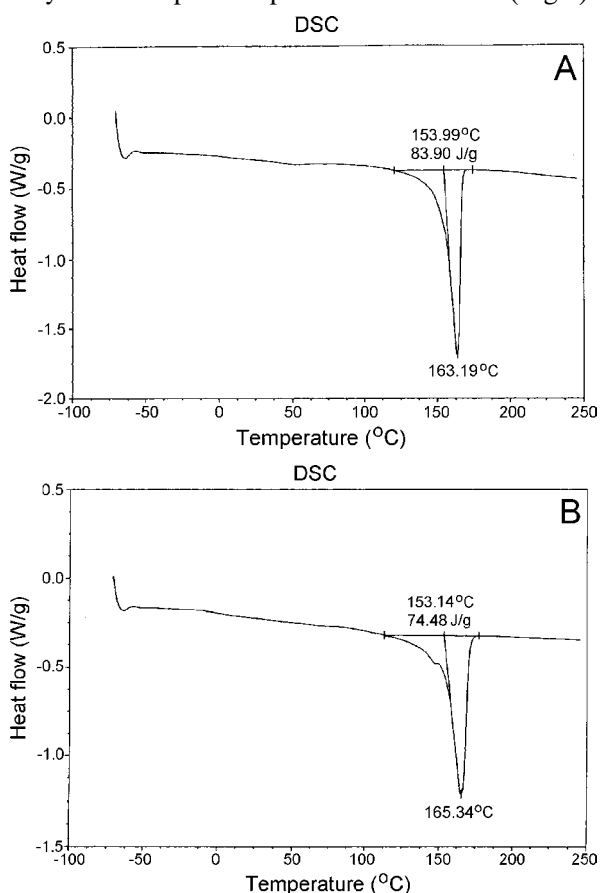 DSC
A
0.5
0.0
-0.5
-1.0
-1.5
-2.0
Heat flow (W/g)
153.99°C
83.90 J/g
163.19°C
-100 -50 0 50 100 150 200 250
Temperature (°C)
DSC
B
0.5
0.0
-0.5
-1.0
-1.5
Heat flow (W/g)
153.14°C
74.48 J/g
165.34°C
-100 -50 0 50 100 150 200 250
Temperature (°C)